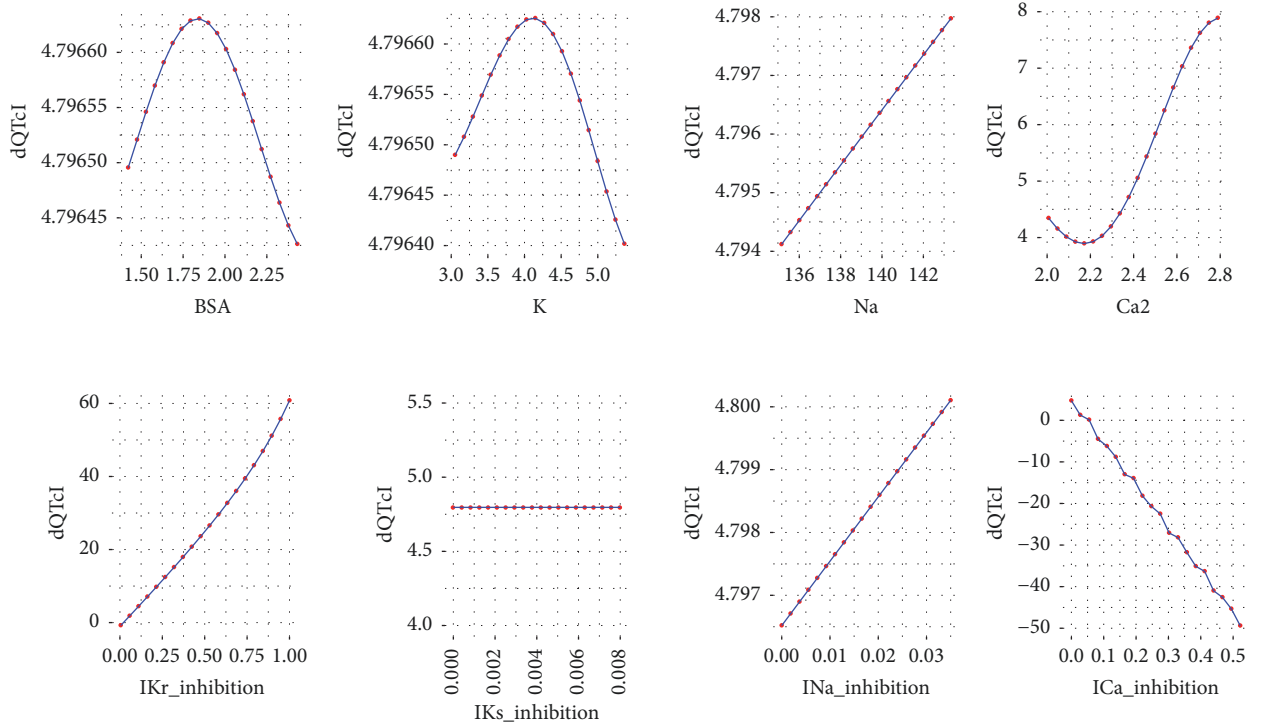 dQTcI
4.79660
4.79655
4.79650
4.79645
1.50 1.75 2.00 2.25
BSA
dQTcI
4.79660
4.79655
4.79650
4.79645
4.79640
3.0 3.5 4.0 4.5 5.0
K
dQTcI
4.798
4.797
4.796
4.795
4.794
136 138 140 142
Na
dQTcI
8
7
6
5
4
2.0 2.2 2.4 2.6 2.8
Ca2
dQTcI
60
40
20
0
0.00 0.25 0.50 0.75 1.00
IKr_inhibition
dQTcI
5.5
5.0
4.5
4.0
0.000 0.002 0.004 0.006 0.008
IKs_inhibition
dQTcI
4.800
4.799
4.798
4.797
0.00 0.01 0.02 0.03
INa_inhibition
dQTcI
0
−10
−20
−30
−40
−50
0.0 0.1 0.2 0.3 0.4 0.5
ICa_inhibition